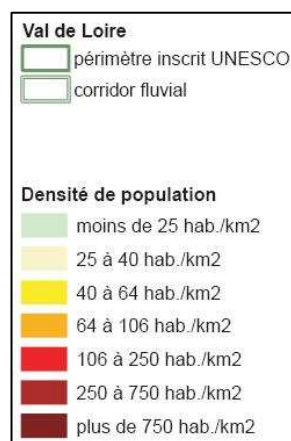 Val de Loire
périmètre inscrit UNESCO
corridor fluvial
Densité de population
moins de 25 hab./km2
25 à 40 hab./km2
40 à 64 hab./km2
64 à 106 hab./km2
106 à 250 hab./km2
250 à 750 hab./km2
plus de 750 hab./km2